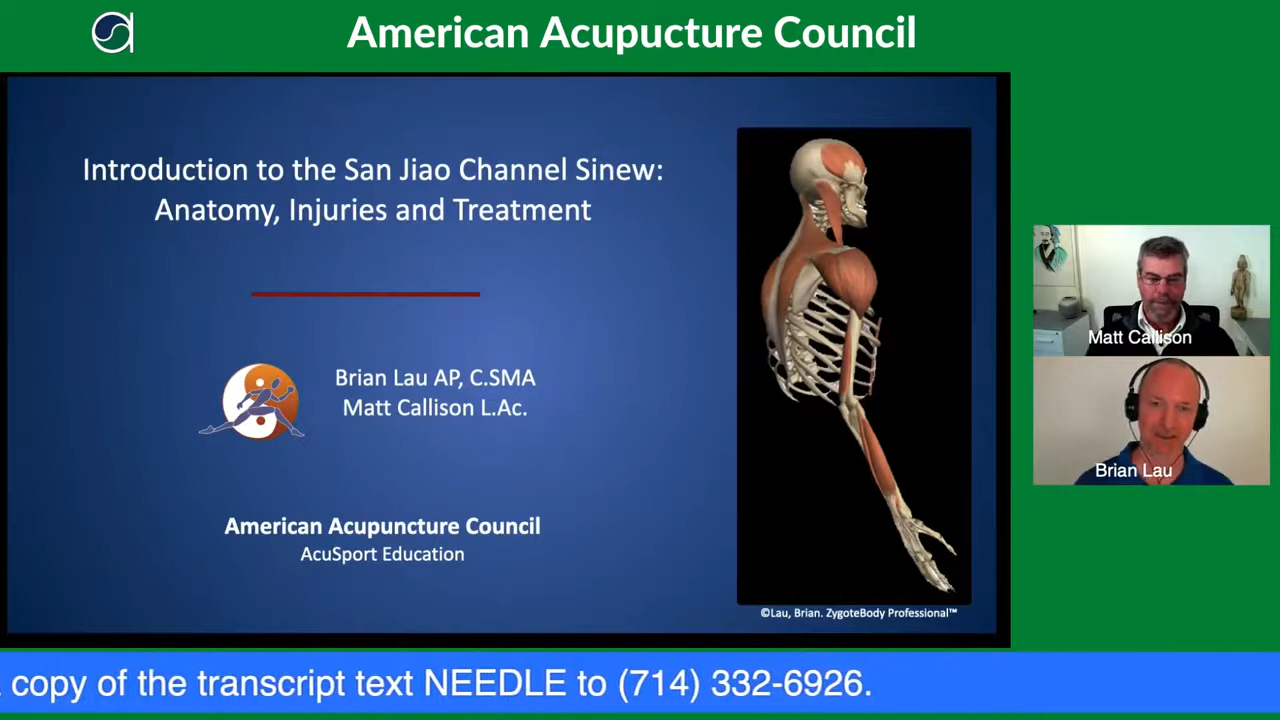 American Acupucture Council
Introduction to the San Jiao Channel Sinew:
Anatomy, Injuries and Treatment
Brian Lau AP, C.SMA
Matt Callison L.Ac.
American Acupuncture Council
AcuSport Education
©Lau, Brian. ZygoteBody Professional™
Matt Callison
Brian Lau
copy of the transcript text NEEDLE to (714) 332-6926.